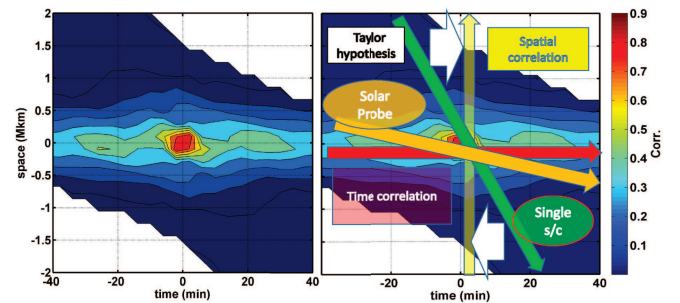 2
1.5
1
0.5
0
-0.5
-1
-1.5
-2
space (Mkm)
-40 -20 0 20 40
time (min)
Taylor
hypothesis
Spatial
correlation
Solar
Probe
Time correlation
Single
s/c
-20 0 20 40
time (min)
0.9
0.8
0.7
0.6
0.5
0.4
0.3
0.2
0.1
Corr.